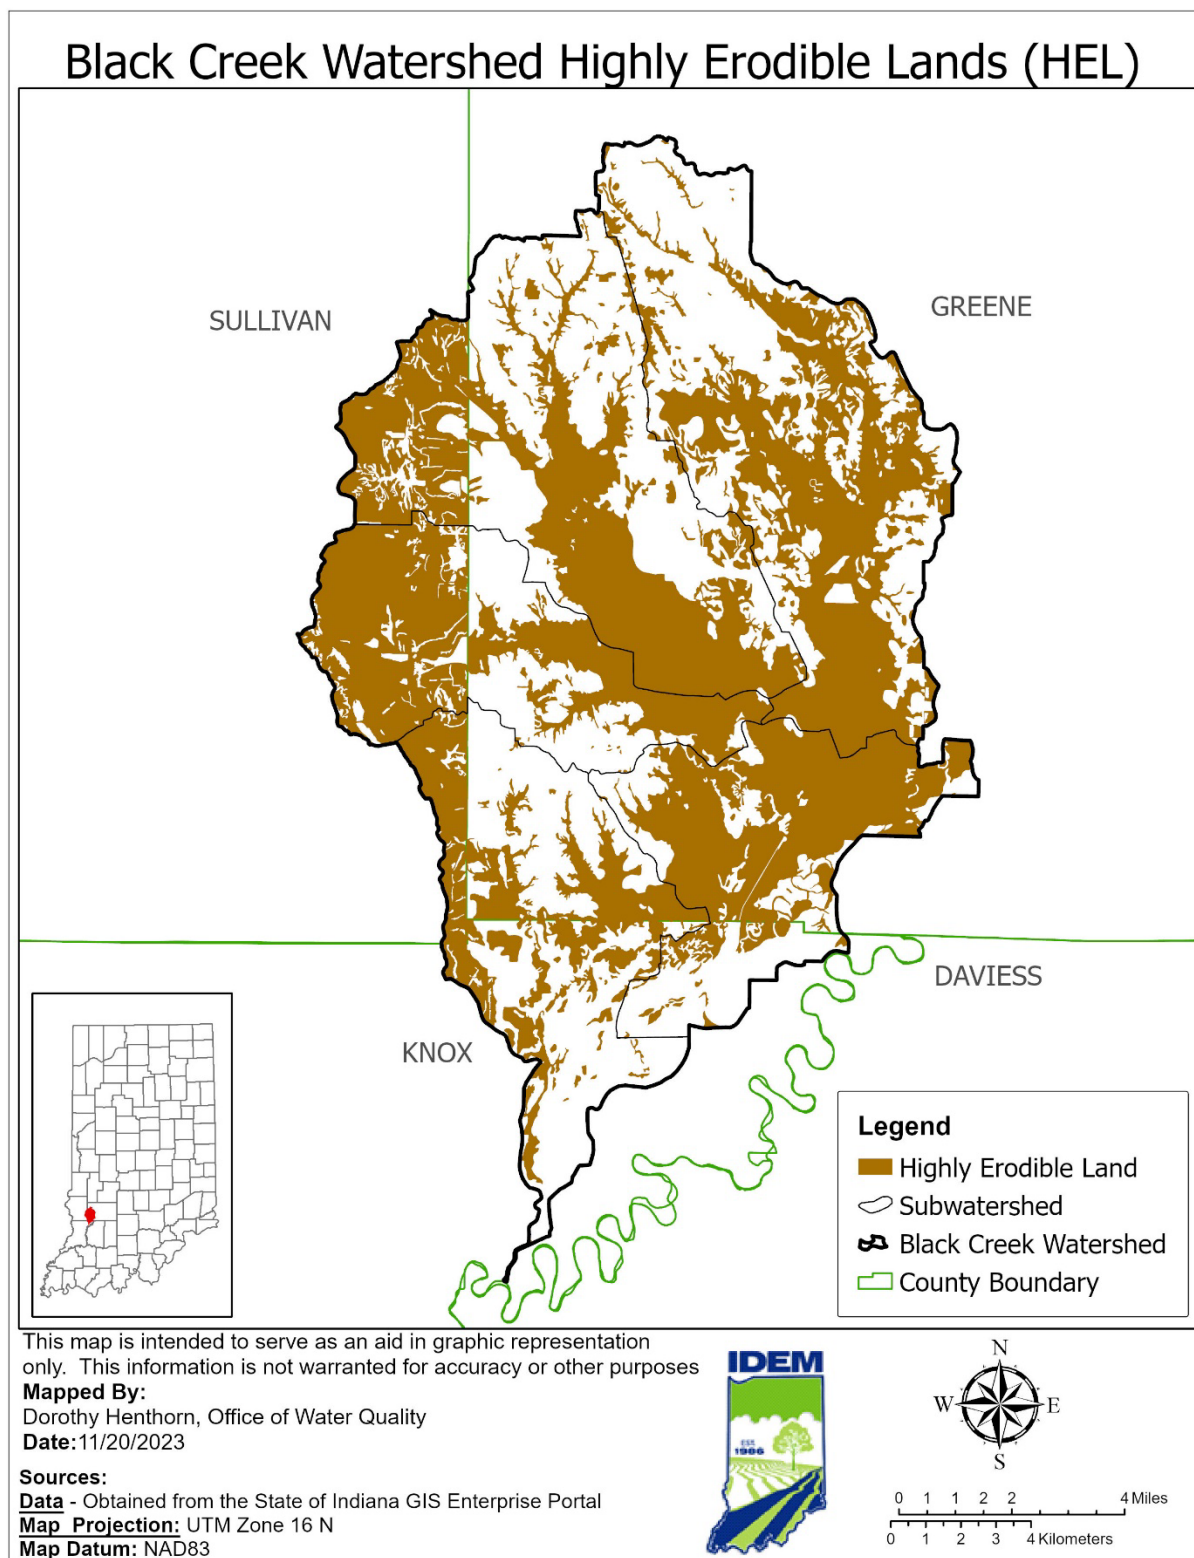 Black Creek Watershed Highly Erodible Lands (HEL)
SULLIVAN
GREENE
DAVIESS
KNOX
Legend
Highly Erodible Land
Subwatershed
Black Creek Watershed
County Boundary
This map is intended to serve as an aid in graphic representation
only. This information is not warranted for accuracy or other purposes
Mapped By:
Dorothy Henthorn, Office of Water Quality
Date:11/20/2023
Sources:
Data - Obtained from the State of Indiana GIS Enterprise Portal
Map Projection: UTM Zone 16 N
Map Datum: NAD83
IDEM
EST.
1986
N
W E
S
0 1 1 2 2 4 Miles
0 1 2 3 4 Kilometers